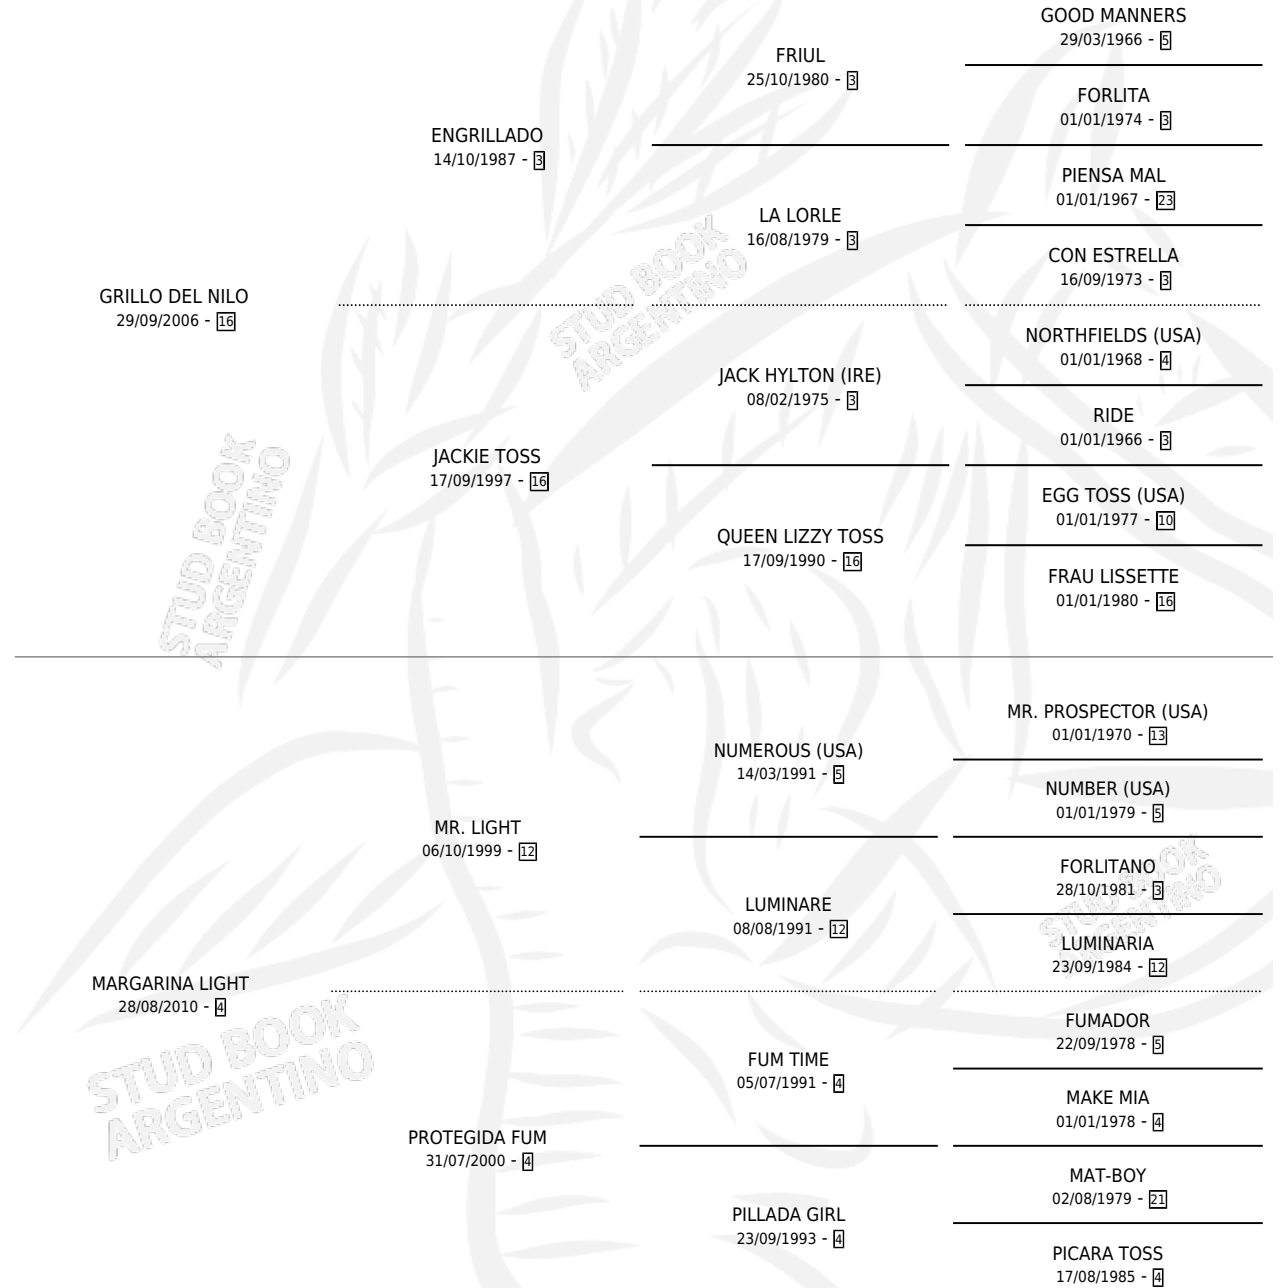 GOOD MANNERS
29/03/1966 - 5
FRIUL
25/10/1980 - 3
FORLITA
01/01/1974 - 3
ENGRILLADO
14/10/1987 - 3
PIENSA MAL
01/01/1967 - 23
LA LORLE
16/08/1979 - 3
CON ESTRELLA
16/09/1973 - 3
GRILLO DEL NILO
29/09/2006 - 16
NORTHFIELDS (USA)
01/01/1968 - 4
JACK HYLTON (IRE)
08/02/1975 - 3
RIDE
01/01/1966 - 3
JACKIE TOSS
17/09/1997 - 16
EGG TOSS (USA)
01/01/1977 - 10
QUEEN LIZZY TOSS
17/09/1990 - 16
FRAU LISSETTE
01/01/1980 - 16
STUD BOOK
ARGENTINO
STUD BOOK
ARGENTINO
MR. PROSPECTOR (USA)
01/01/1970 - 13
NUMEROUS (USA)
14/03/1991 - 5
NUMBER (USA)
01/01/1979 - 5
MR. LIGHT
06/10/1999 - 12
FORLITANO
28/10/1981 - 3
LUMINARE
08/08/1991 - 12
LUMINARIA
23/09/1984 - 12
MARGARINA LIGHT
28/08/2010 - 4
FUMADOR
22/09/1978 - 5
FUM TIME
05/07/1991 - 4
MAKE MIA
01/01/1978 - 4
PROTEGIDA FUM
31/07/2000 - 4
MAT-BOY
02/08/1979 - 21
PILLADA GIRL
23/09/1993 - 4
PICARA TOSS
17/08/1985 - 4
STUD BOOK
ARGENTINO
STUD BOOK
ARGENTINO